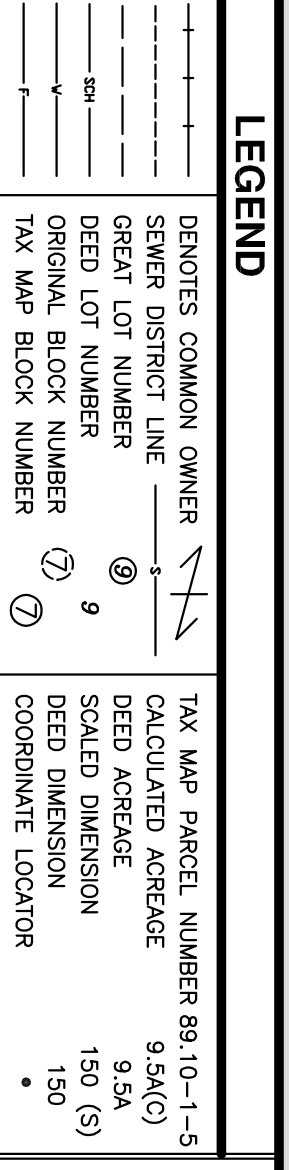 LEGEND
DENOTES COMMON OWNER
SEWER DISTRICT LINE S
GREAT LOT NUMBER 9
SCH DEED LOT NUMBER 9
W ORIGINAL BLOCK NUMBER 7
F TAX MAP BLOCK NUMBER 7
TAX MAP PARCEL NUMBER 89.10-1-5
CALCULATED ACREAGE 9.5A(C)
DEED ACREAGE 9.5A
SCALED DIMENSION 150 (S)
DEED DIMENSION 150
COORDINATE LOCATOR